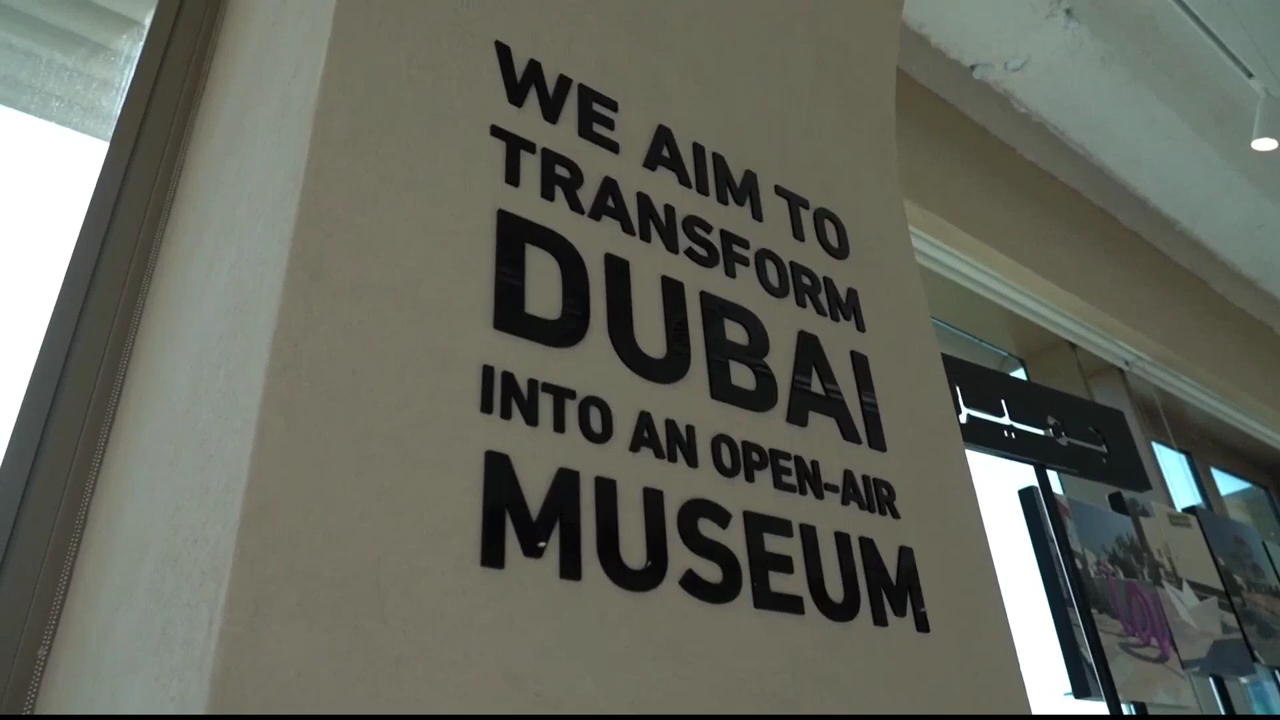 WE AIM TO
TRANSFORM
DUBAI
INTO AN OPEN-AIR
MUSEUM